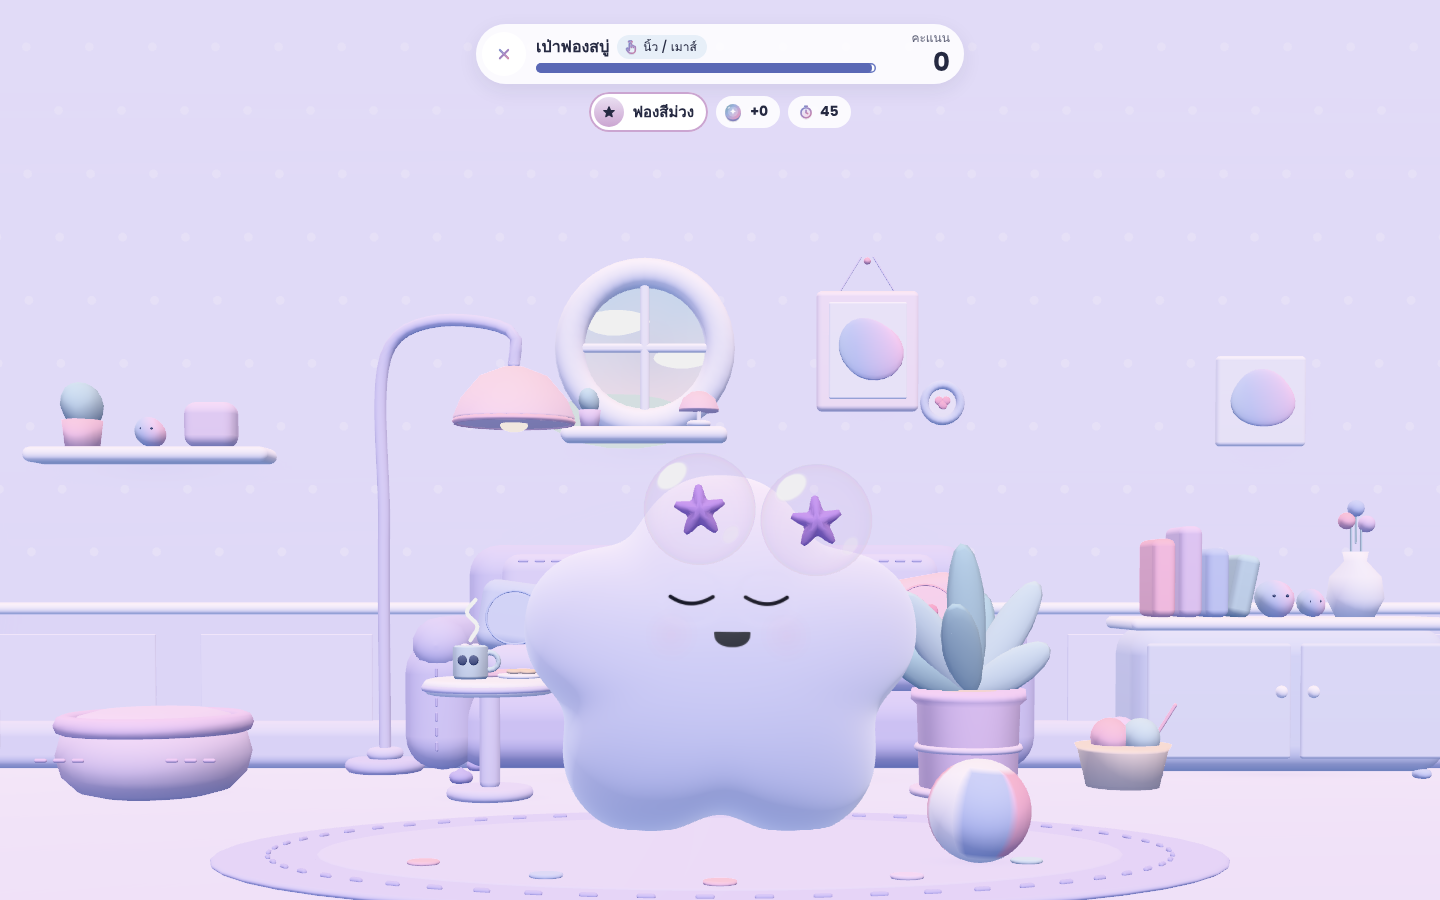 เป่าฟองสบู่
นิ้ว / เมาส์
คะแนน
0
ฟองสีม่วง
+0
45